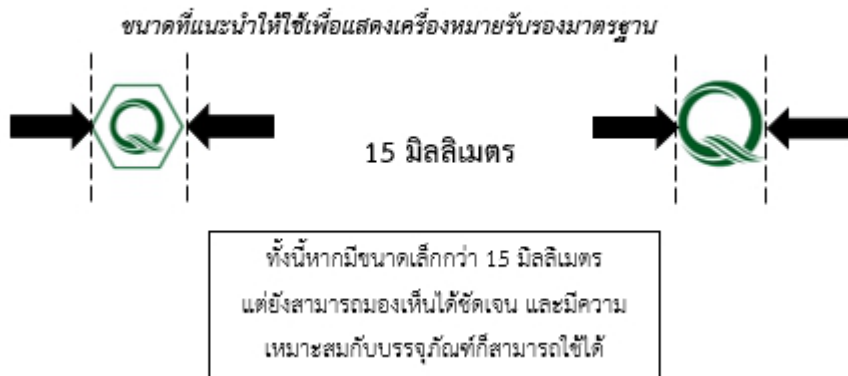 ขนาดที่แนะนำให้ใช้เพื่อแสดงเครื่องหมายรับรองมาตรฐาน
15 มิลลิเมตร
ทั้งนี้หากมีขนาดเล็กกว่า 15 มิลลิเมตร
แต่ยังสามารถมองเห็นได้ชัดเจน และมีความ
เหมาะสมกับบรรจุภัณฑ์ก็สามารถใช้ได้